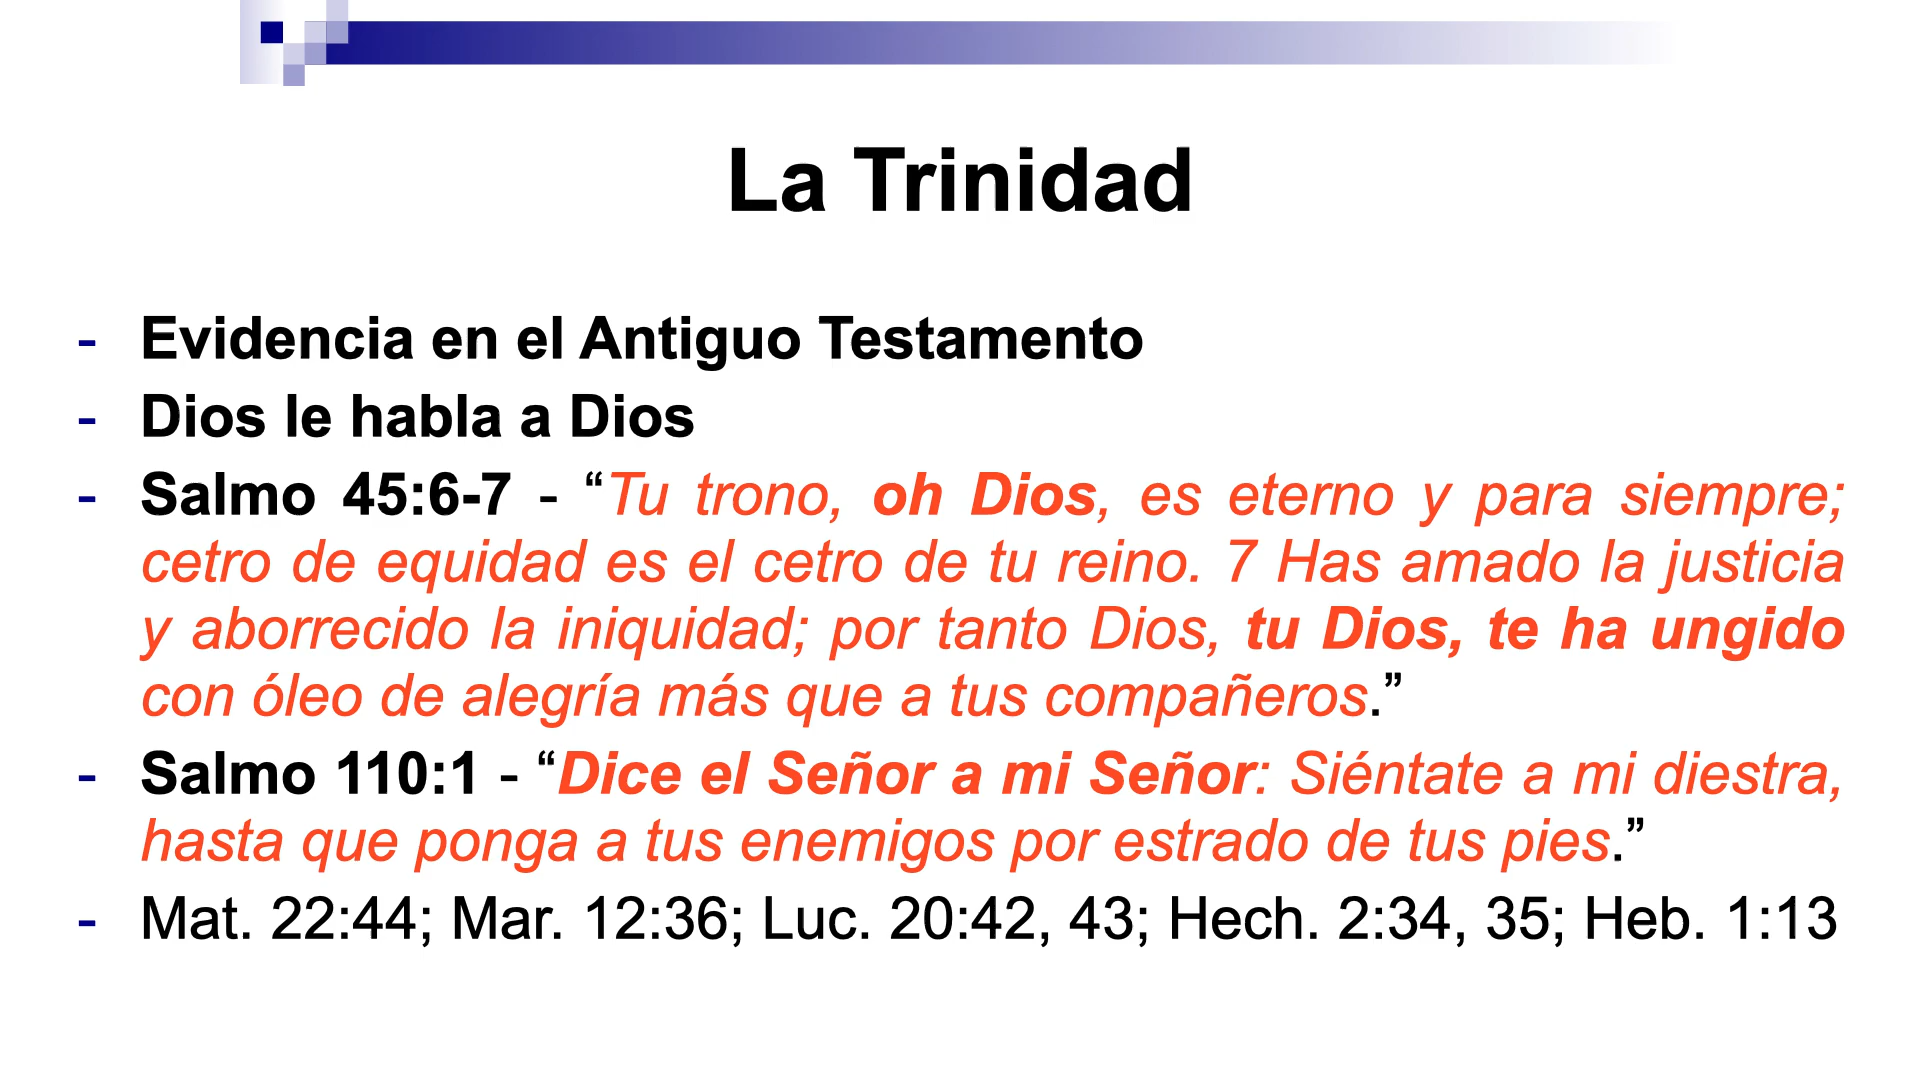 La Trinidad
- Evidencia en el Antiguo Testamento
- Dios le habla a Dios
- Salmo 45:6-7 - “Tu trono, oh Dios, es eterno y para siempre;
cetro de equidad es el cetro de tu reino. 7 Has amado la justicia
y aborrecido la iniquidad; por tanto Dios, tu Dios, te ha ungido
con óleo de alegría más que a tus compañeros.”
- Salmo 110:1 - “Dice el Señor a mi Señor: Siéntate a mi diestra,
hasta que ponga a tus enemigos por estrado de tus pies.”
- Mat. 22:44; Mar. 12:36; Luc. 20:42, 43; Hech. 2:34, 35; Heb. 1:13